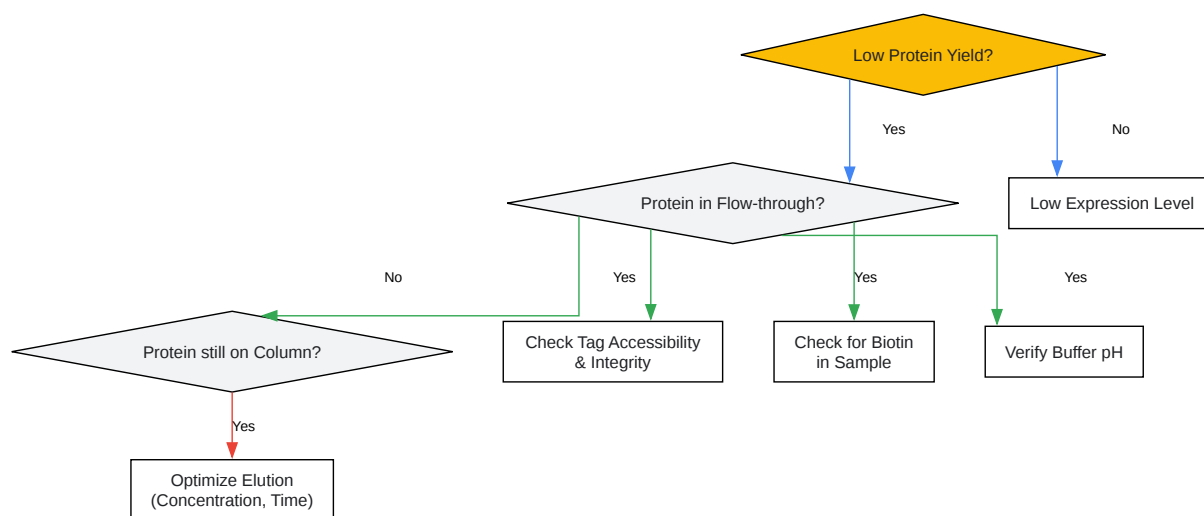 Low Protein Yield?
Yes
No
Protein in Flow-through?
Low Expression Level
No
Yes
Yes
Yes
Protein still on Column?
Check Tag Accessibility
& Integrity
Check for Biotin
in Sample
Verify Buffer pH
Yes
Optimize Elution
(Concentration, Time)